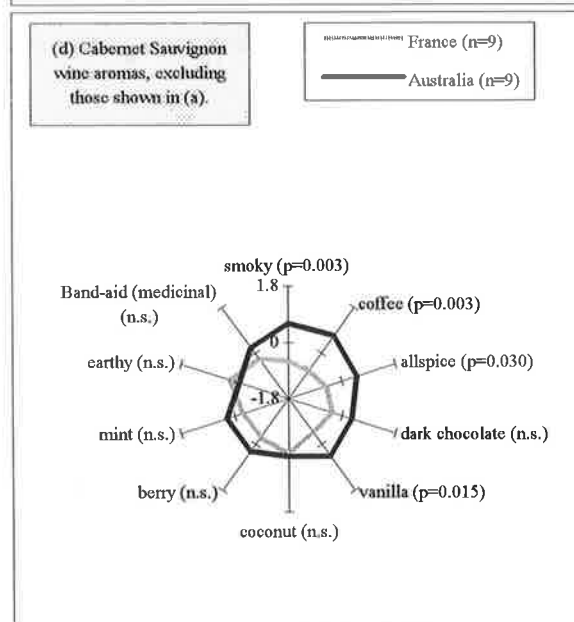 (d) Cabernet Sauvignon
wine aromas, excluding
those shown in (a).
France (n=9)
Australia (n=9)
smoky (p=0.003)
1.8
Band-aid (medicinal)
(n.s.)
coffee (p=0.003)
0
earthy (n.s.)
allspice (p=0.030)
-1.8
mint (n.s.)
dark chocolate (n.s.)
berry (n.s.)
vanilla (p=0.015)
coconut (n.s.)